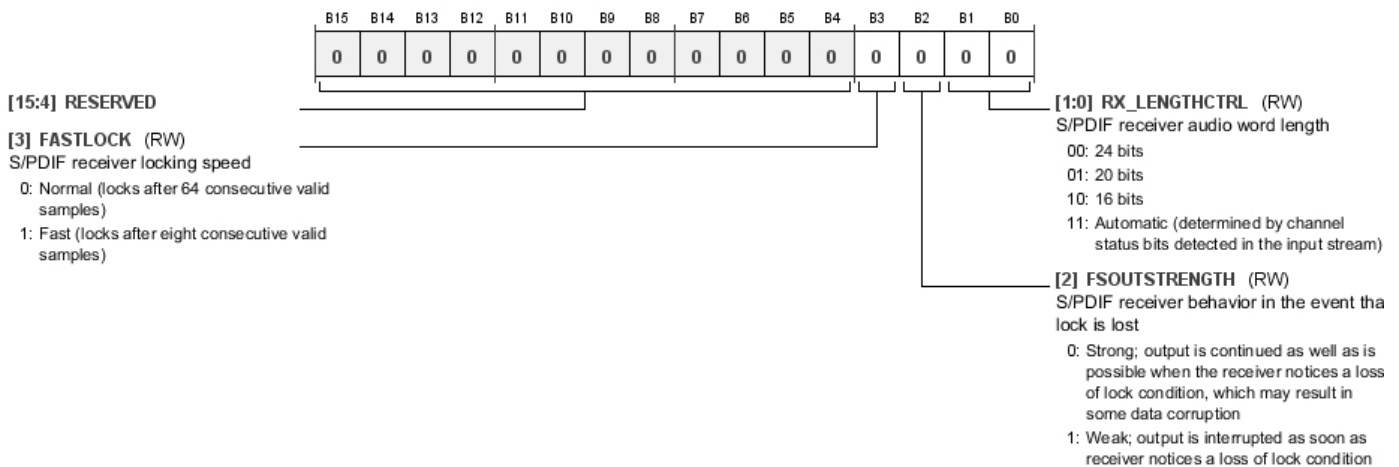 B15 B14 B13 B12 B11 B10 B9 B8 B7 B6 B5 B4 B3 B2 B1 B0
0 0 0 0 0 0 0 0 0 0 0 0 0 0 0 0
[15:4] RESERVED
[3] FASTLOCK (RW)
S/PDIF receiver locking speed
0: Normal (locks after 64 consecutive valid
samples)
1: Fast (locks after eight consecutive valid
samples)
[1:0] RX_LENGTHCTRL (RW)
S/PDIF receiver audio word length
00: 24 bits
01: 20 bits
10: 16 bits
11: Automatic (determined by channel
status bits detected in the input stream)
[2] FSOUTSTRENGTH (RW)
S/PDIF receiver behavior in the event tha
lock is lost
0: Strong; output is continued as well as is
possible when the receiver notices a loss
of lock condition, which may result in
some data corruption
1: Weak; output is interrupted as soon as
receiver notices a loss of lock condition